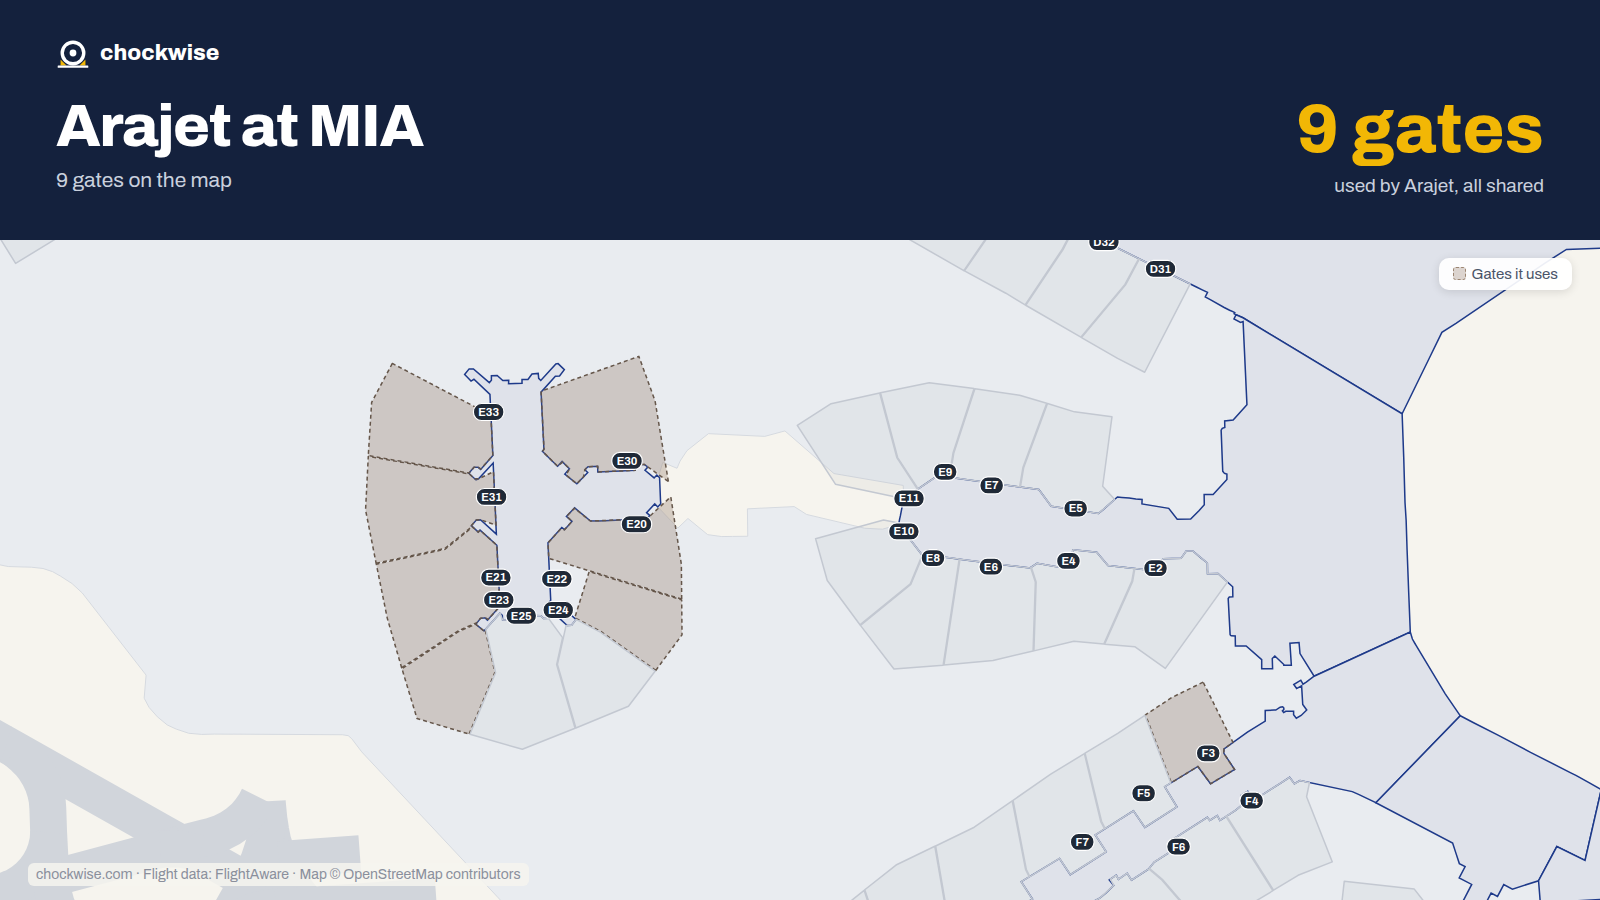 chockwise
Arajet at MIA
9 gates on the map
9 gates
used by Arajet, all shared
D32
D31
Gates it uses
E33
E30
E31
E20
E21
E22
E23
E24
E25
E9
E7
E11
E5
E10
E8
E6
E4
E2
F3
F5
F4
F7
F6
chockwise.com · Flight data: FlightAware · Map © OpenStreetMap contributors